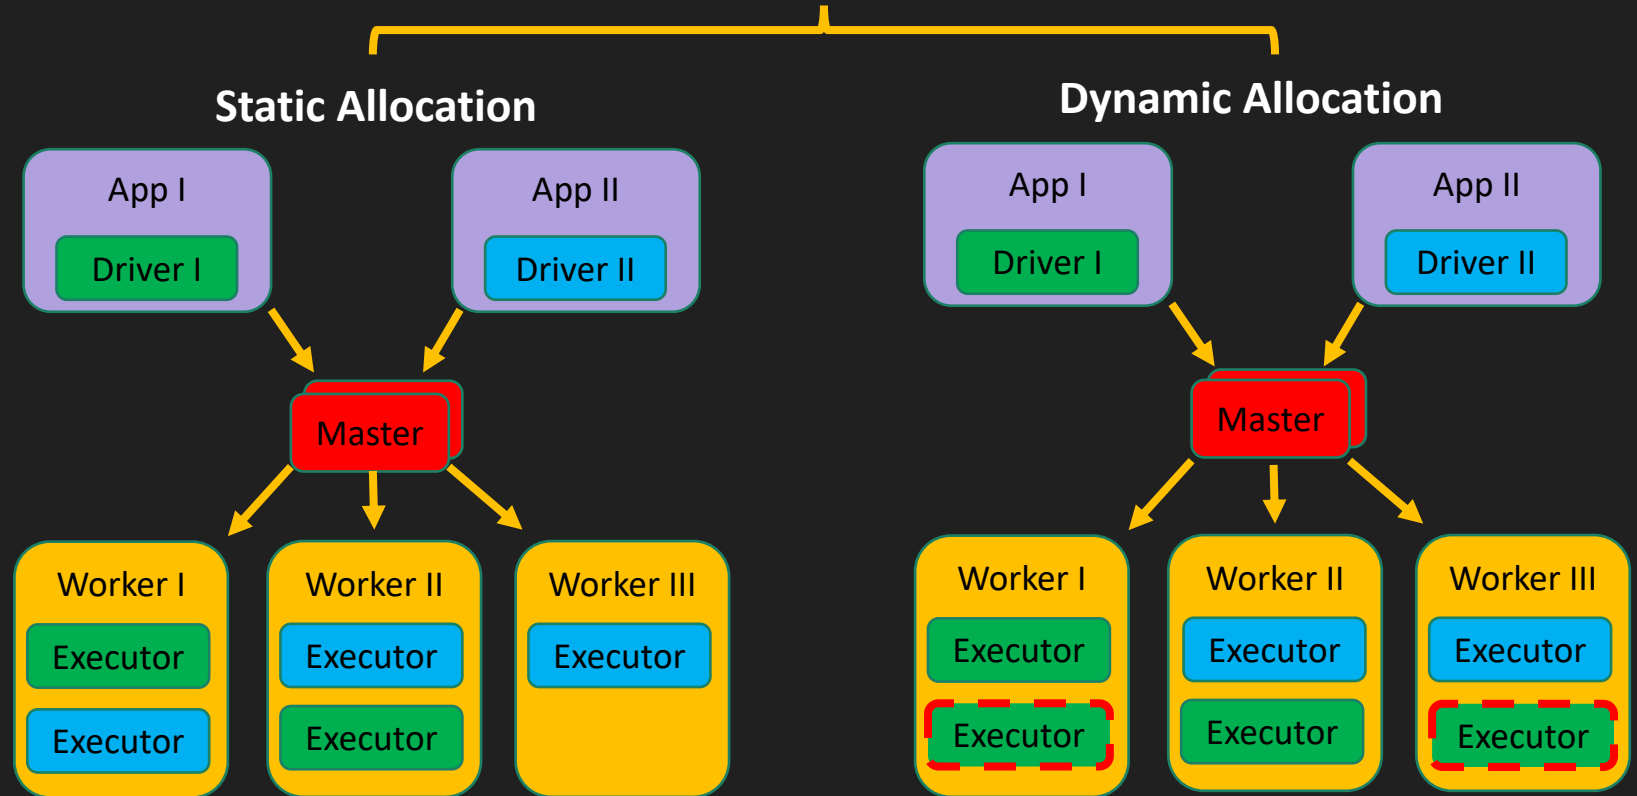 Static Allocation
App I
Driver I
App II
Driver II
Master
Worker I
Executor
Executor
Worker II
Executor
Executor
Worker III
Executor
Dynamic Allocation
App I
Driver I
App II
Driver II
Master
Worker I
Executor
Executor
Worker II
Executor
Executor
Worker III
Executor
Executor